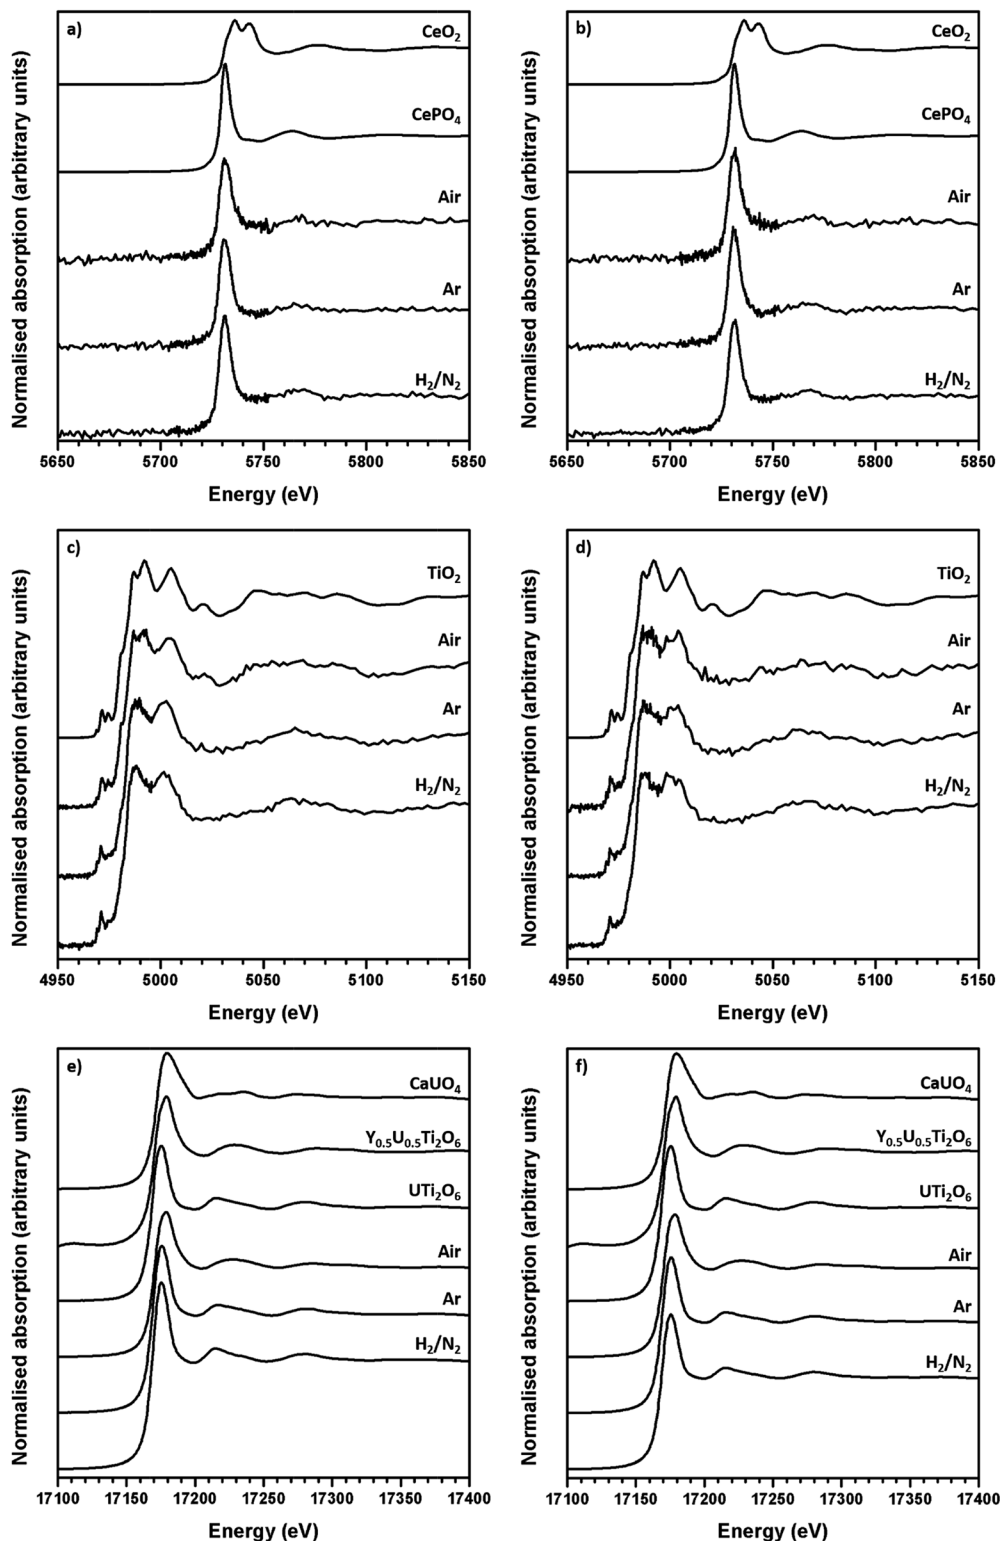 a)
CeO2
CePO4
Air
Ar
H2/N2
Normalised absorption (arbitrary units)
5650 5700 5750 5800 5850
Energy (eV)
b)
CeO2
CePO4
Air
Ar
H2/N2
Normalised absorption (arbitrary units)
5650 5700 5750 5800 5850
Energy (eV)
c)
TiO2
Air
Ar
H2/N2
Normalised absorption (arbitrary units)
4950 5000 5050 5100 5150
Energy (eV)
d)
TiO2
Air
Ar
H2/N2
Normalised absorption (arbitrary units)
4950 5000 5050 5100 5150
Energy (eV)
e)
CaUO4
Y0.5U0.5Ti2O6
UTi2O6
Air
Ar
H2/N2
Normalised absorption (arbitrary units)
17100 17150 17200 17250 17300 17350 17400
Energy (eV)
f)
CaUO4
Y0.5U0.5Ti2O6
UTi2O6
Air
Ar
H2/N2
Normalised absorption (arbitrary units)
17100 17150 17200 17250 17300 17350 17400
Energy (eV)